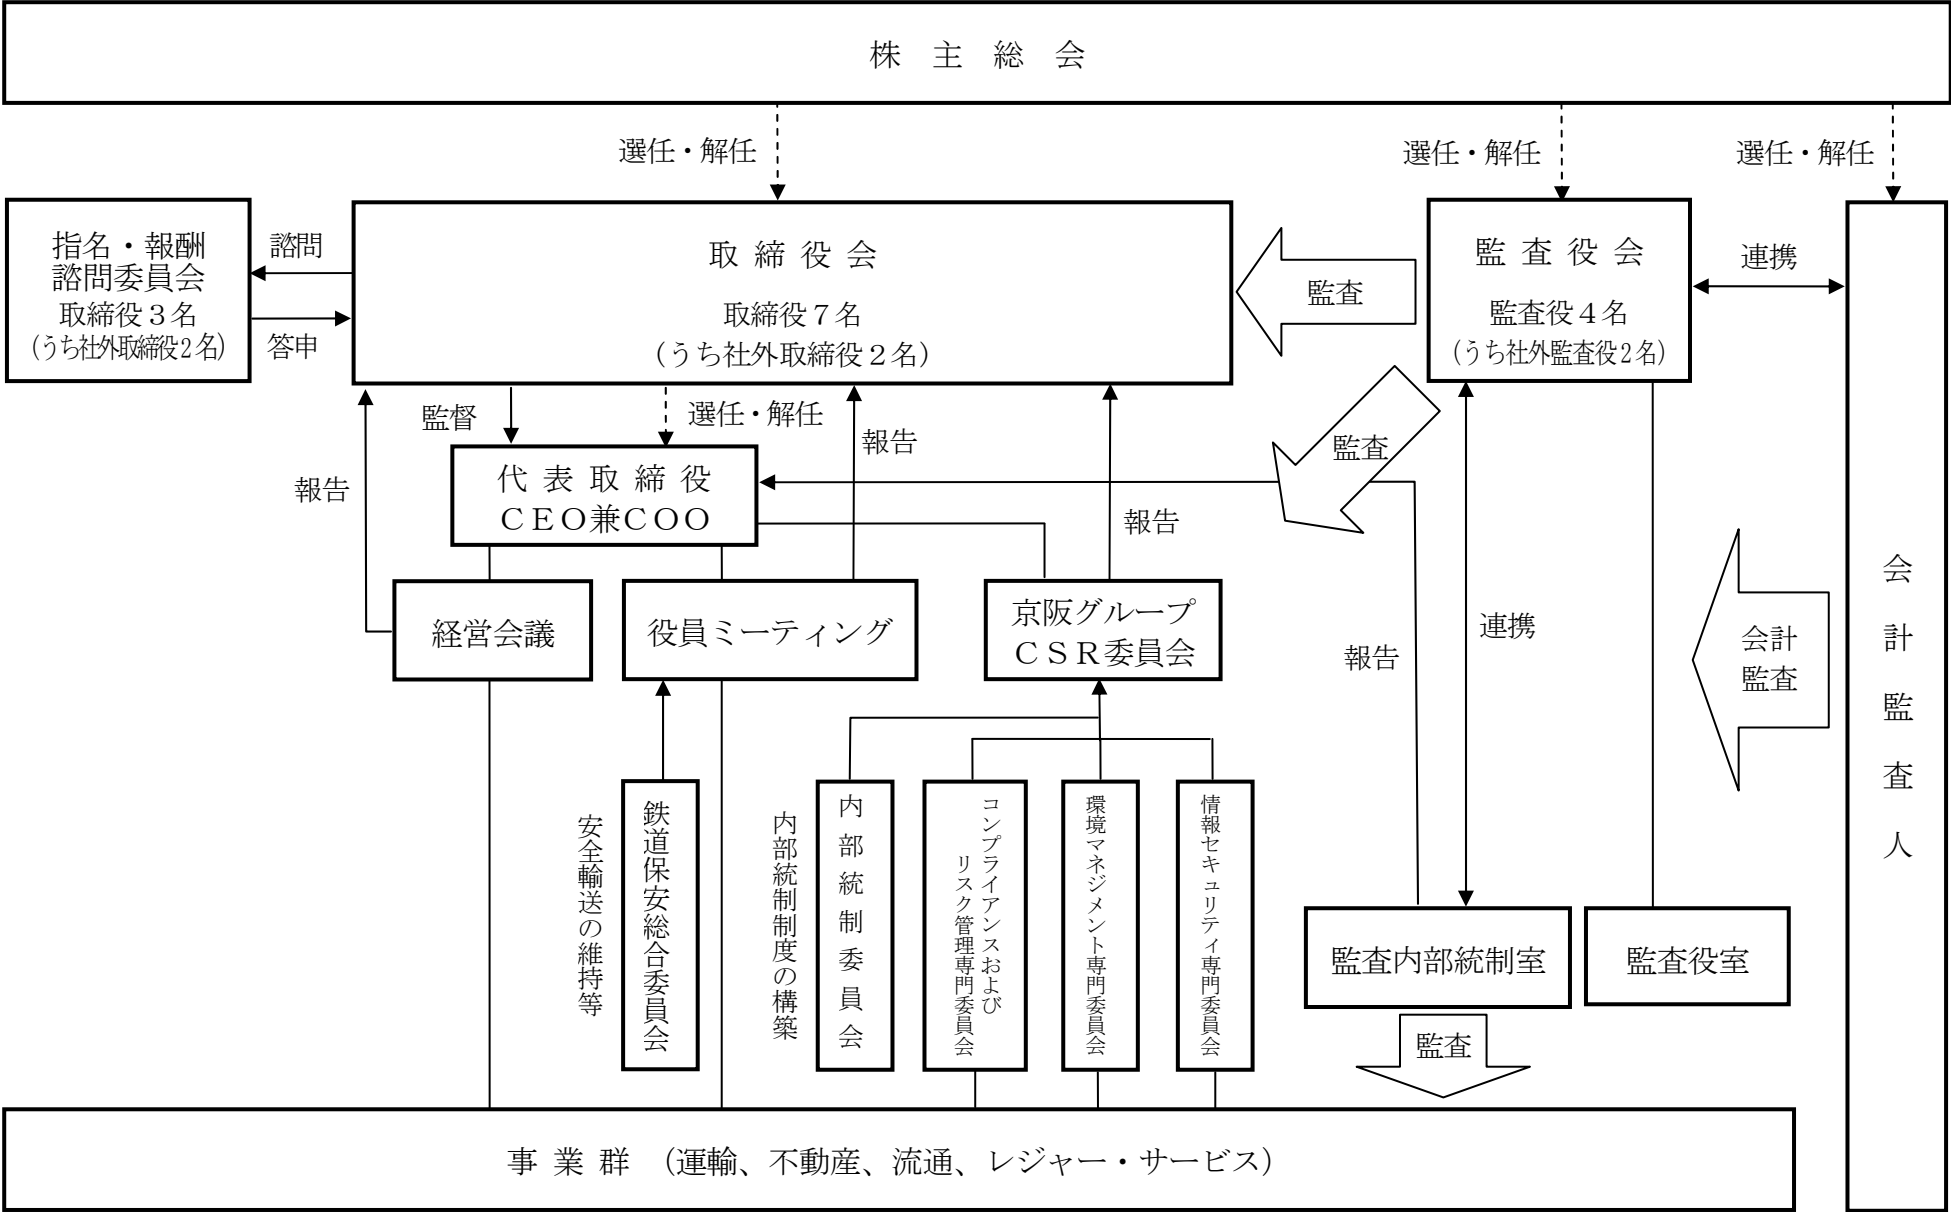 株主総会
選任・解任
選任・解任
選任・解任
指名・報酬
諮問委員会
取締役３名
（うち社外取締役２名）
諮問
答申
取締役会
取締役７名
（うち社外取締役２名）
監査
監査役会
監査役４名
（うち社外監査役２名）
連携
会計監査人
監督
選任・解任
報告
報告
報告
監査
代表取締役
ＣＥＯ兼ＣＯＯ
経営会議
役員ミーティング
京阪グループ
ＣＳＲ委員会
報告
連携
会計
監査
安全輸送の維持等
鉄道保安総合委員会
内部統制制度の構築
内部統制委員会
コンプライアンスおよび
リスク管理専門委員会
環境マネジメント専門委員会
情報セキュリティ専門委員会
監査内部統制室
監査役室
監査
事業群（運輸、不動産、流通、レジャー・サービス）